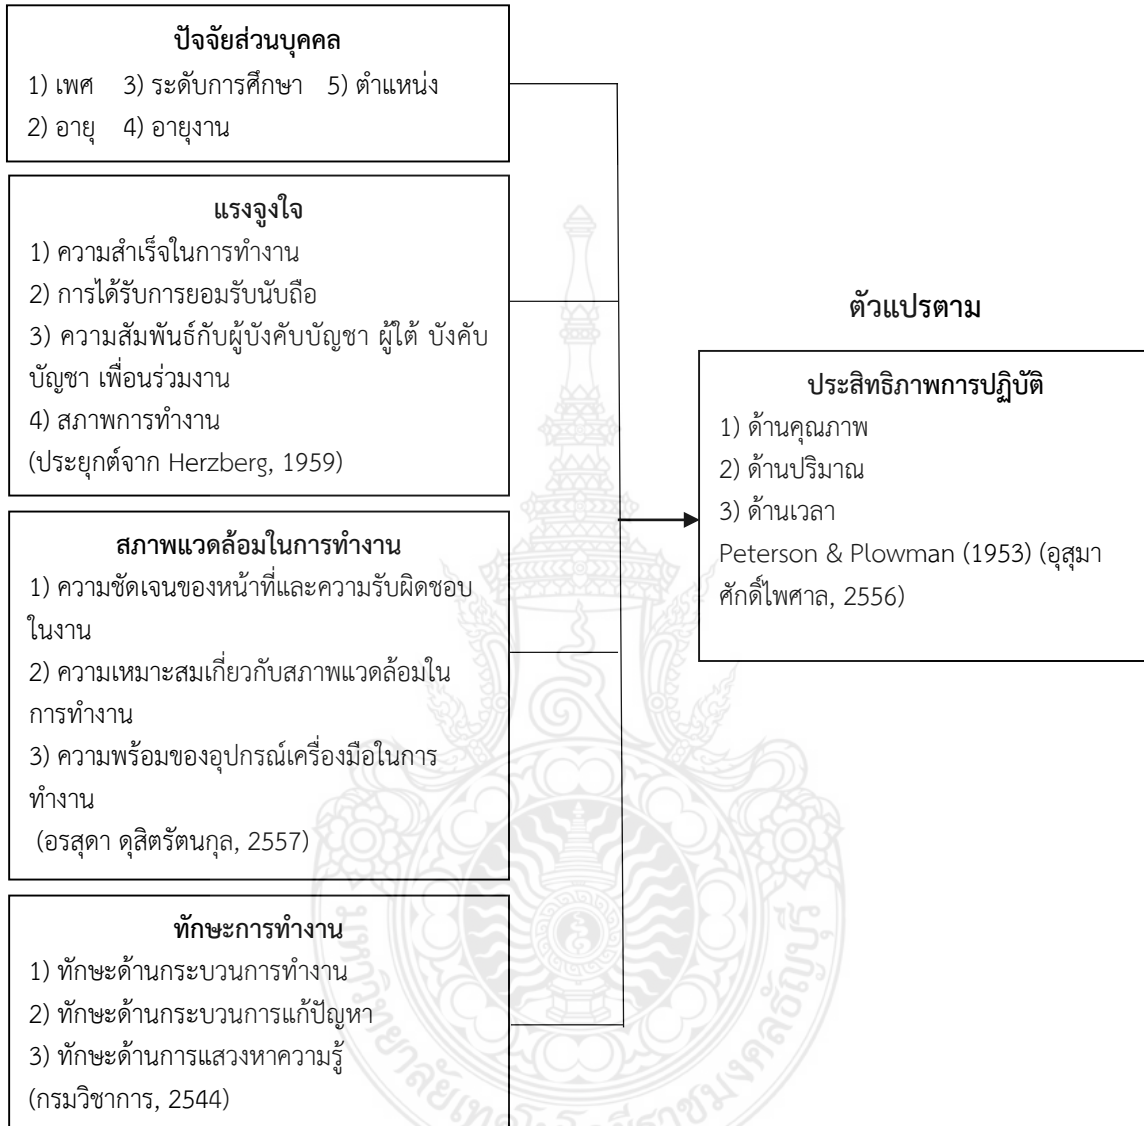 ปัจจัยส่วนบุคคล
1) เพศ 3) ระดับการศึกษา 5) ตำแหน่ง
2) อายุ 4) อายุงาน
แรงจูงใจ
1) ความสำเร็จในการทำงาน
2) การได้รับการยอมรับนับถือ
3) ความสัมพันธ์กับผู้บังคับบัญชา ผู้ใต้ บังคับ
บัญชา เพื่อนร่วมงาน
4) สภาพการทำงาน
(ประยุกต์จาก Herzberg, 1959)
สภาพแวดล้อมในการทำงาน
1) ความชัดเจนของหน้าที่และความรับผิดชอบ
ในงาน
2) ความเหมาะสมเกี่ยวกับสภาพแวดล้อมใน
การทำงาน
3) ความพร้อมของอุปกรณ์เครื่องมือในการ
ทำงาน
(อรสุดา ดุสิตรัตนกุล, 2557)
ทักษะการทำงาน
1) ทักษะด้านกระบวนการทำงาน
2) ทักษะด้านกระบวนการแก้ปัญหา
3) ทักษะด้านการแสวงหาความรู้
(กรมวิชาการ, 2544)
ตัวแปรตาม
ประสิทธิภาพการปฏิบัติ
1) ด้านคุณภาพ
2) ด้านปริมาณ
3) ด้านเวลา
Peterson & Plowman (1953) (อุสุมา
ศักดิ์ไพศาล, 2556)